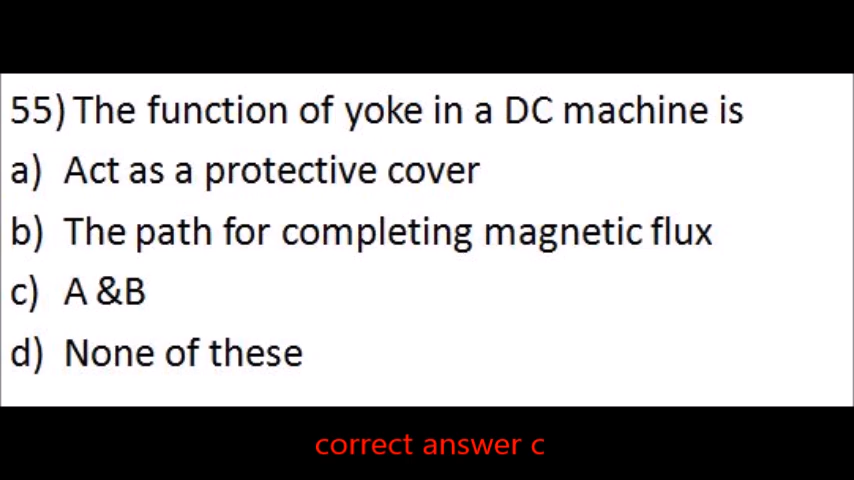 55) The function of yoke in a DC machine is
a) Act as a protective cover
b) The path for completing magnetic flux
c) A &B
d) None of these
correct answer c